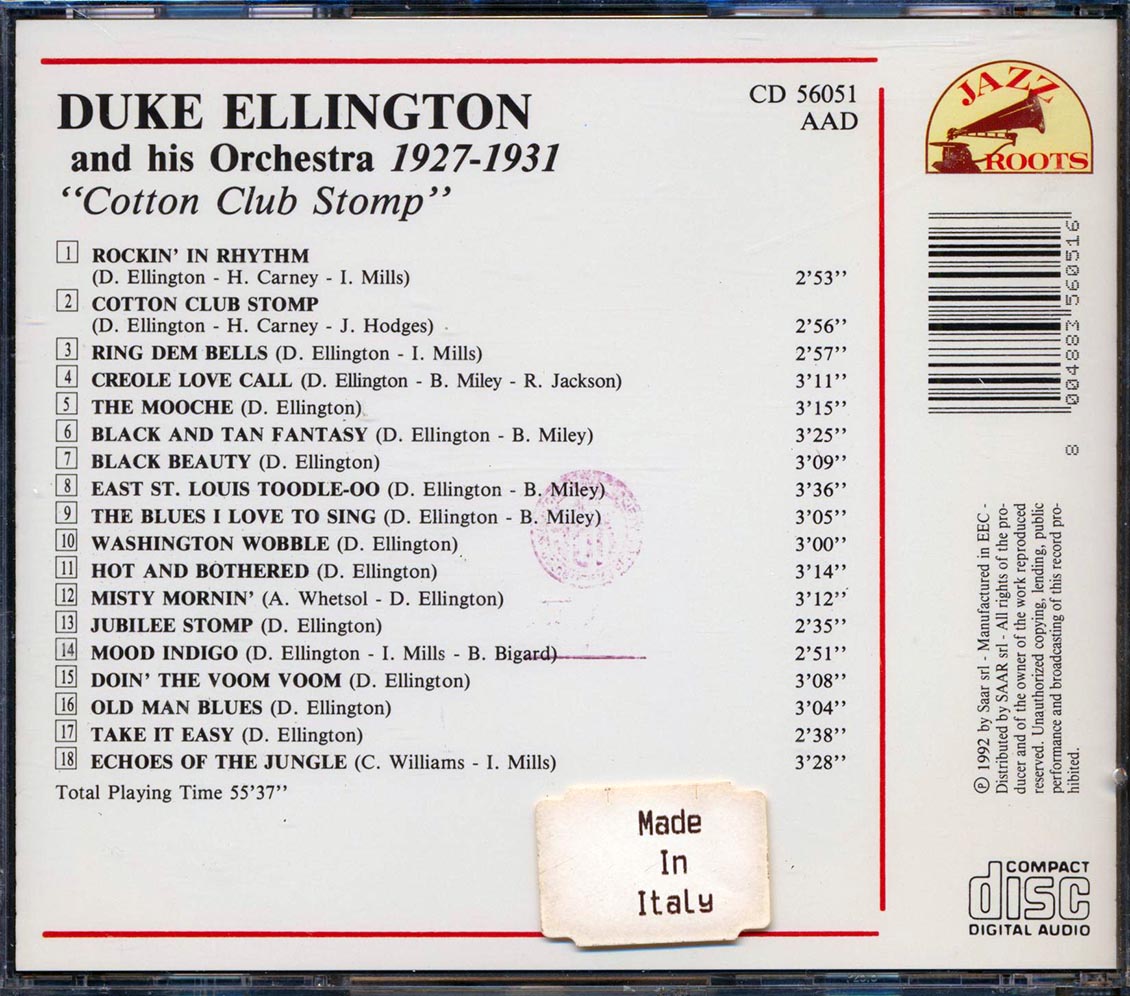 DUKE ELLINGTON
and his Orchestra 1927-1931
“Cotton Club Stomp”
CD 56051
AAD
JAZZ
ROOTS
1 ROCKIN' IN RHYTHM
(D. Ellington - H. Carney - I. Mills) 2'53''
2 COTTON CLUB STOMP
(D. Ellington - H. Carney - J. Hodges) 2'56''
3 RING DEM BELLS (D. Ellington - I. Mills) 2'57''
4 CREOLE LOVE CALL (D. Ellington - B. Miley - R. Jackson) 3'11''
5 THE MOOCHE (D. Ellington) 3'15''
6 BLACK AND TAN FANTASY (D. Ellington - B. Miley) 3'25''
7 BLACK BEAUTY (D. Ellington) 3'09''
8 EAST ST. LOUIS TOODLE-OO (D. Ellington - B. Miley) 3'36''
9 THE BLUES I LOVE TO SING (D. Ellington - B. Miley) 3'05''
10 WASHINGTON WOBBLE (D. Ellington) 3'00''
11 HOT AND BOTHERED (D. Ellington) 3'14''
12 MISTY MORNIN' (A. Whetsol - D. Ellington) 3'12''
13 JUBILEE STOMP (D. Ellington) 2'35''
14 MOOD INDIGO (D. Ellington - I. Mills - B. Bigard) 2'51''
15 DOIN' THE VOOM VOOM (D. Ellington) 3'08''
16 OLD MAN BLUES (D. Ellington) 3'04''
17 TAKE IT EASY (D. Ellington) 2'38''
18 ECHOES OF THE JUNGLE (C. Williams - I. Mills) 3'28''
Total Playing Time 55'37''
Made
In
Italy
8 004883 560516
℗ 1992 by Saar srl - Manufactured in EEC -
Distributed by SAAR srl - All rights of the pro-
ducer and of the owner of the work reproduced
reserved. Unauthorized copying, lending, public
performance and broadcasting of this record pro-
hibited.
COMPACT
disc
DIGITAL AUDIO